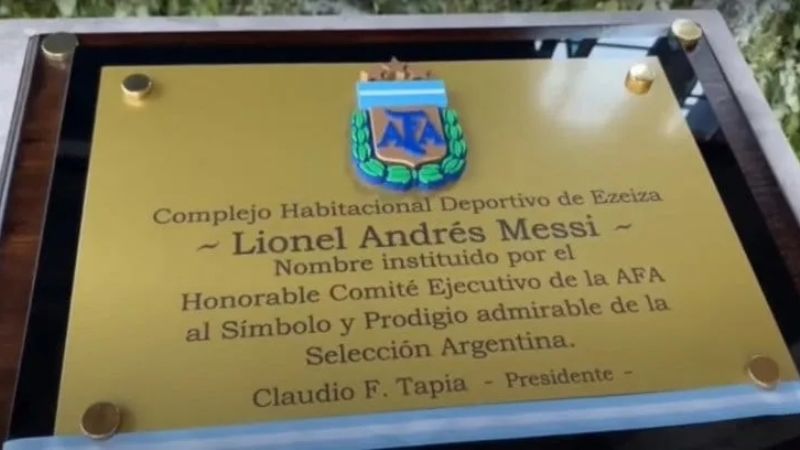 AFA
Complejo Habitacional Deportivo de Ezeiza
~ Lionel Andrés Messi ~
Nombre instituido por el
Honorable Comité Ejecutivo de la AFA
al Símbolo y Prodigio admirable de la
Selección Argentina.
Claudio F. Tapia - Presidente -